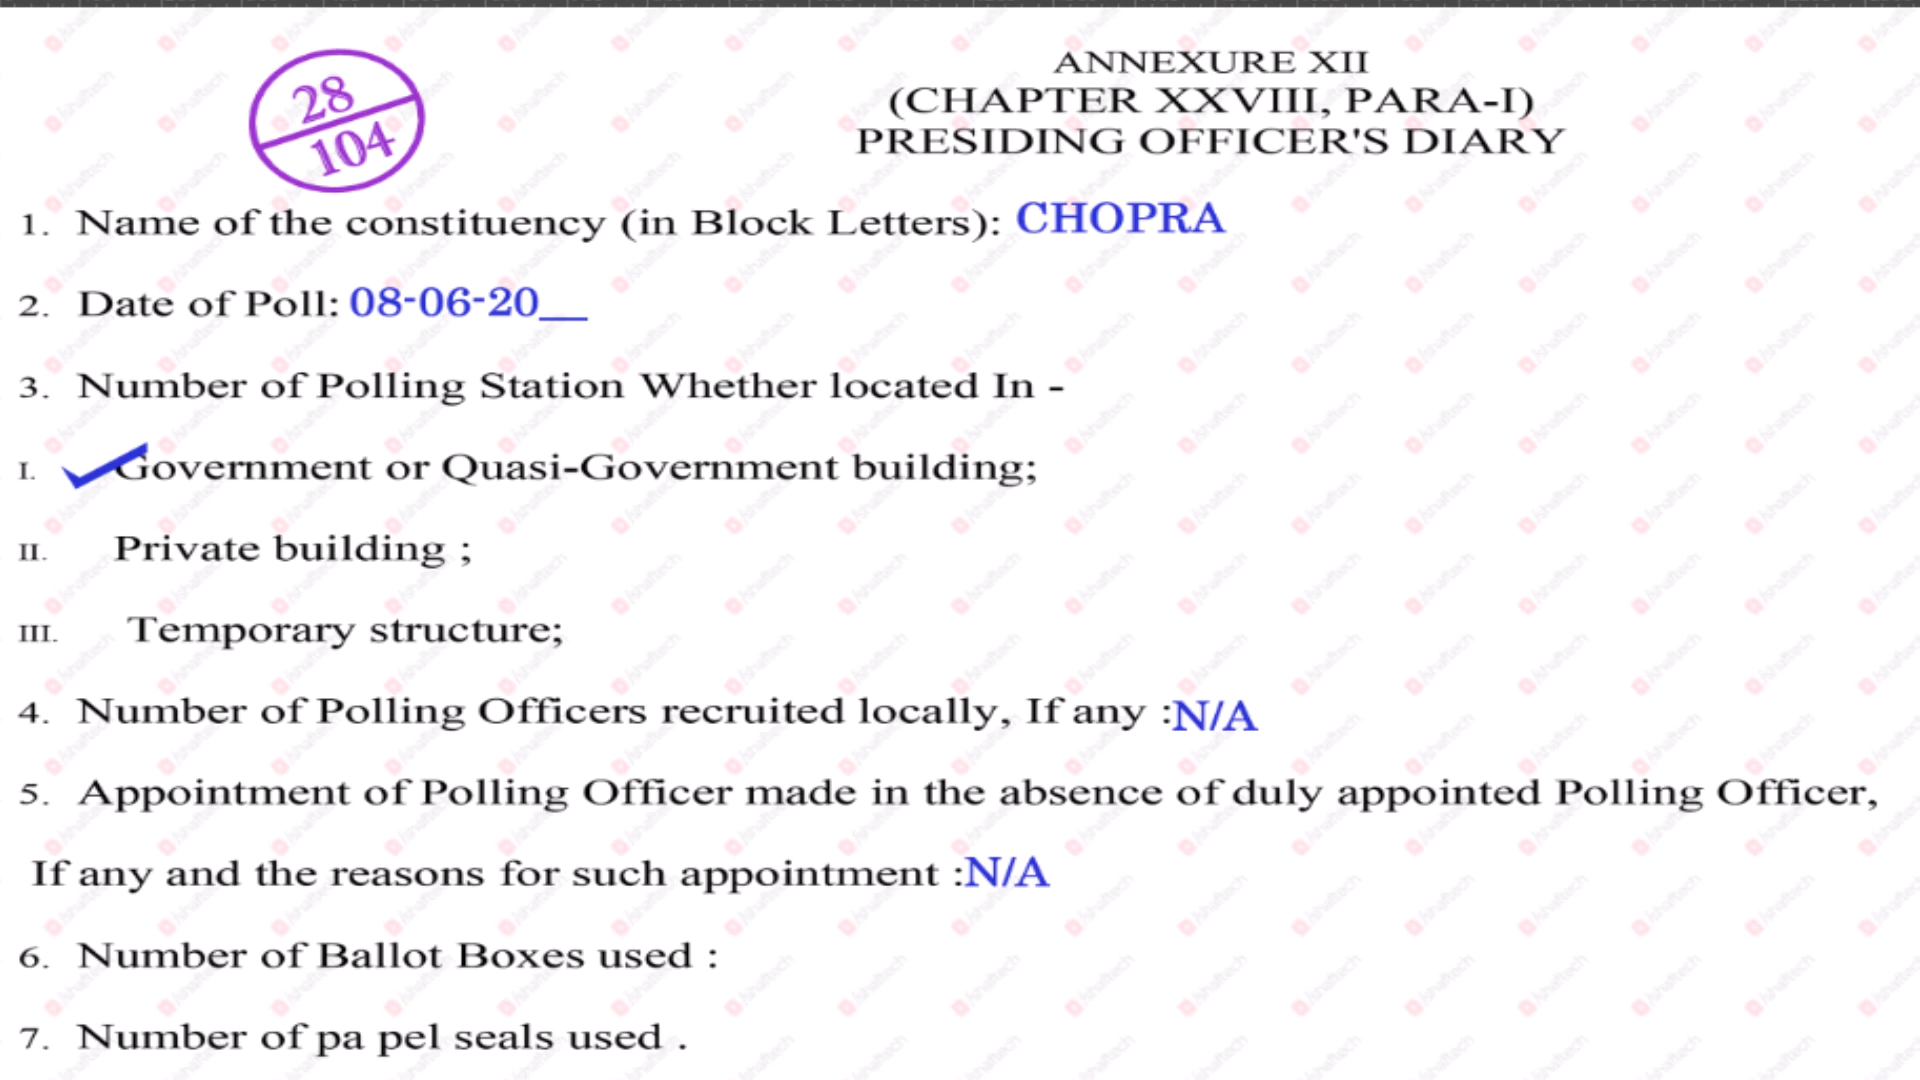 28
104
ANNEXURE XII
(CHAPTER XXVIII, PARA-I)
PRESIDING OFFICER'S DIARY
1. Name of the constituency (in Block Letters): CHOPRA
2. Date of Poll: 08-06-20__
3. Number of Polling Station Whether located In -
I. Government or Quasi-Government building;
II. Private building ;
III. Temporary structure;
4. Number of Polling Officers recruited locally, If any :N/A
5. Appointment of Polling Officer made in the absence of duly appointed Polling Officer,
If any and the reasons for such appointment :N/A
6. Number of Ballot Boxes used :
7. Number of pa pel seals used .